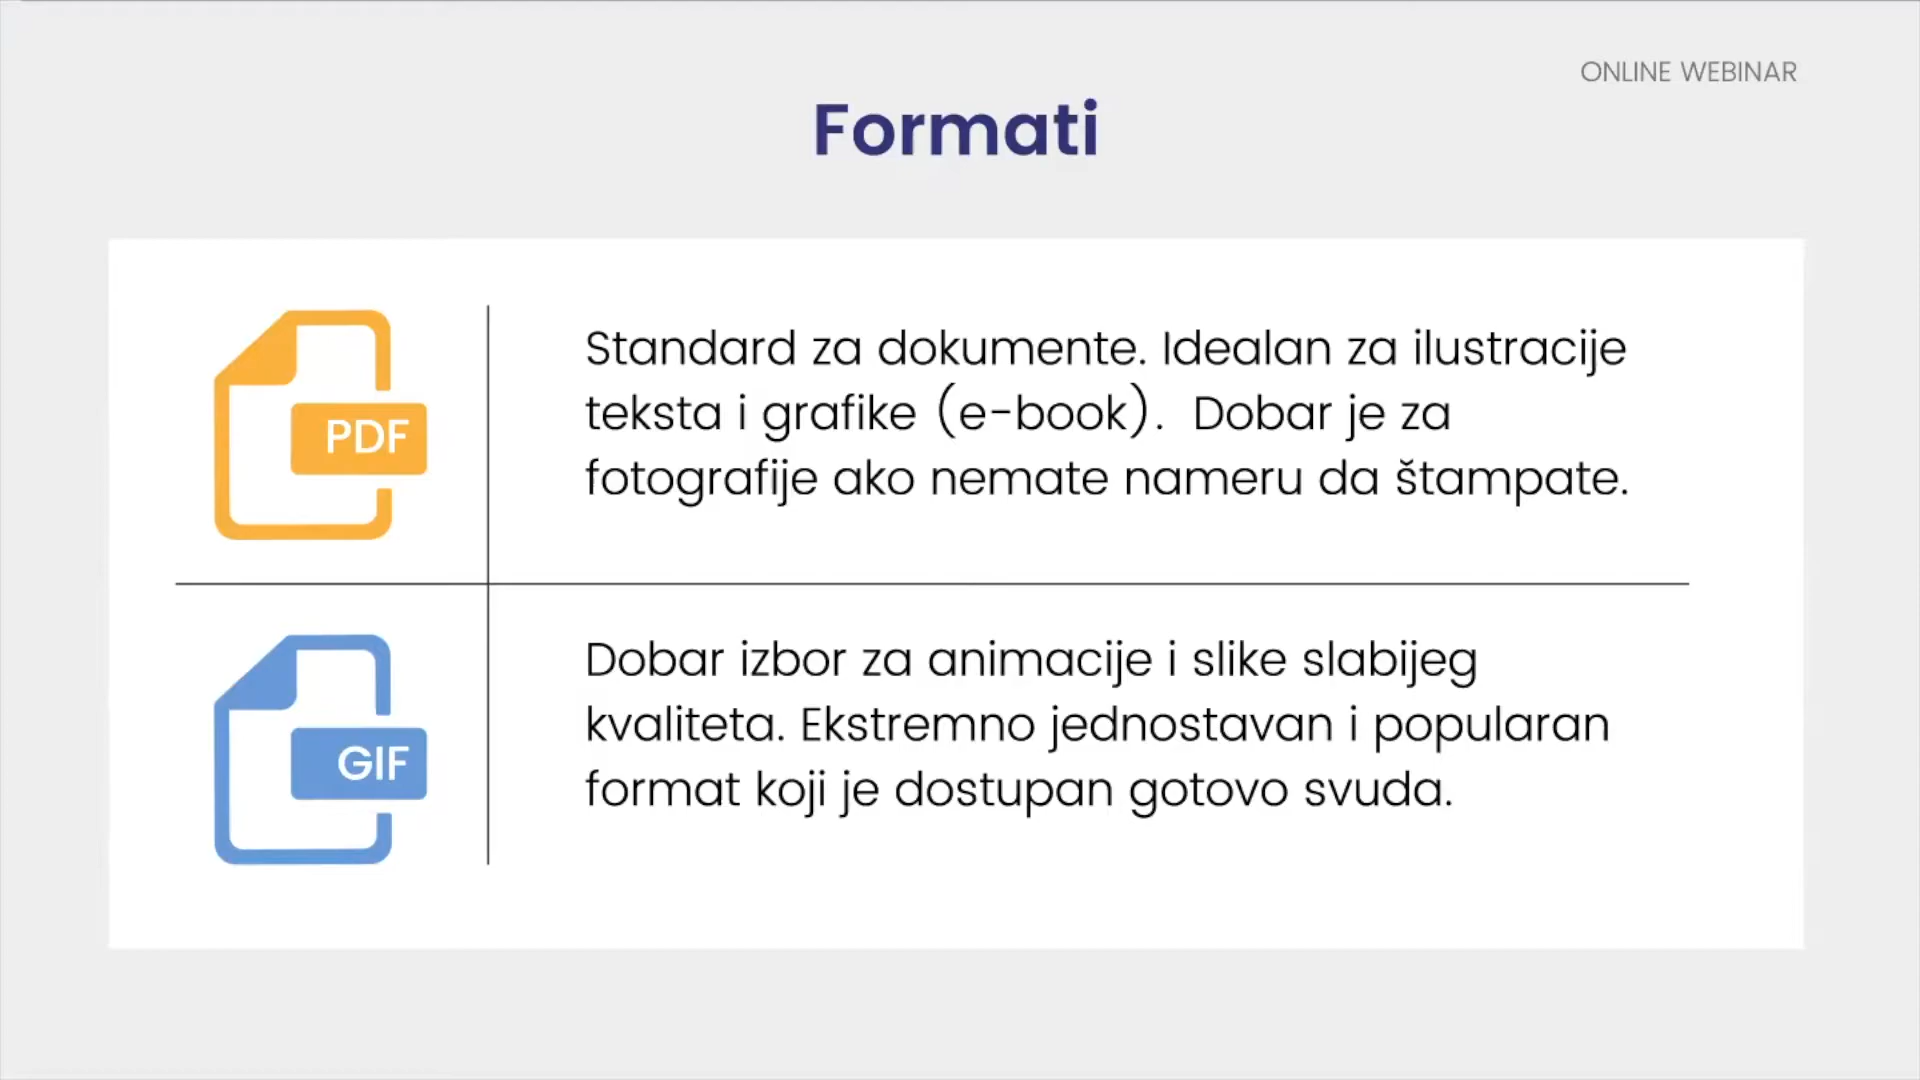 ONLINE WEBINAR
Formati
PDF
Standard za dokumente. Idealan za ilustracije
teksta i grafike (e-book).  Dobar je za
fotografije ako nemate nameru da štampate.
GIF
Dobar izbor za animacije i slike slabijeg
kvaliteta. Ekstremno jednostavan i popularan
format koji je dostupan gotovo svuda.